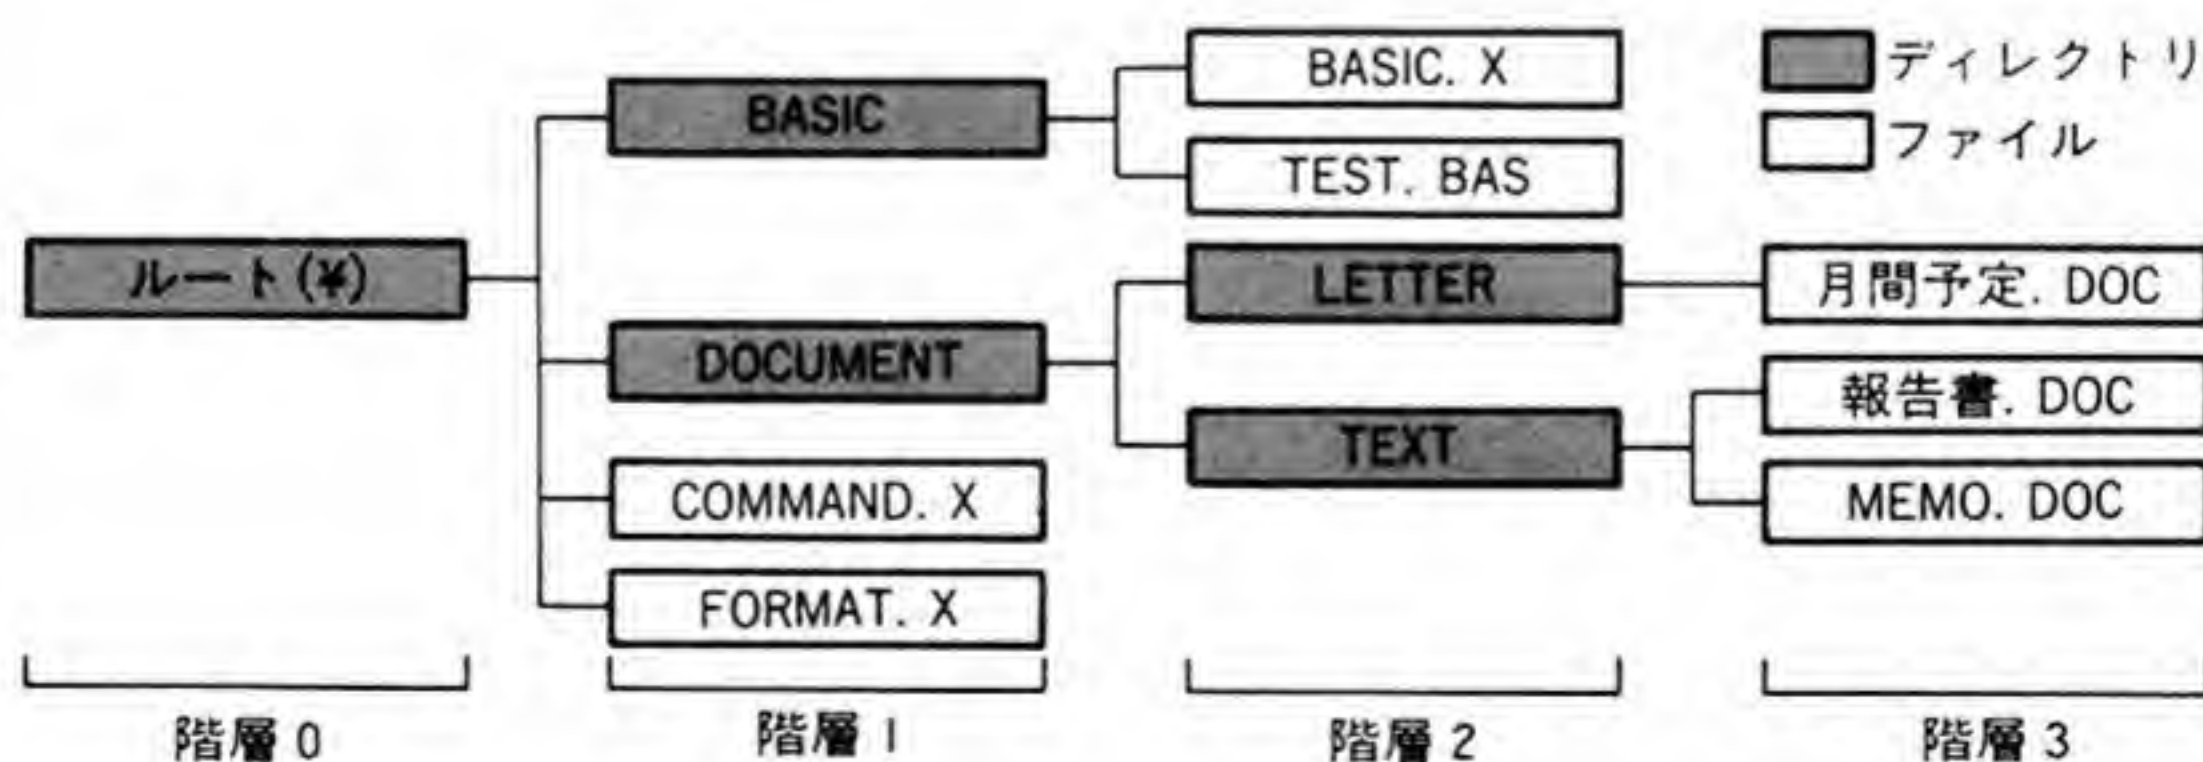 BASIC. X
ディレクトリ
BASIC
ファイル
TEST. BAS
ルート(¥)
LETTER
月間予定. DOC
DOCUMENT
報告書. DOC
TEXT
COMMAND. X
MEMO. DOC
FORMAT. X
階層0
階層1
階層2
階層3